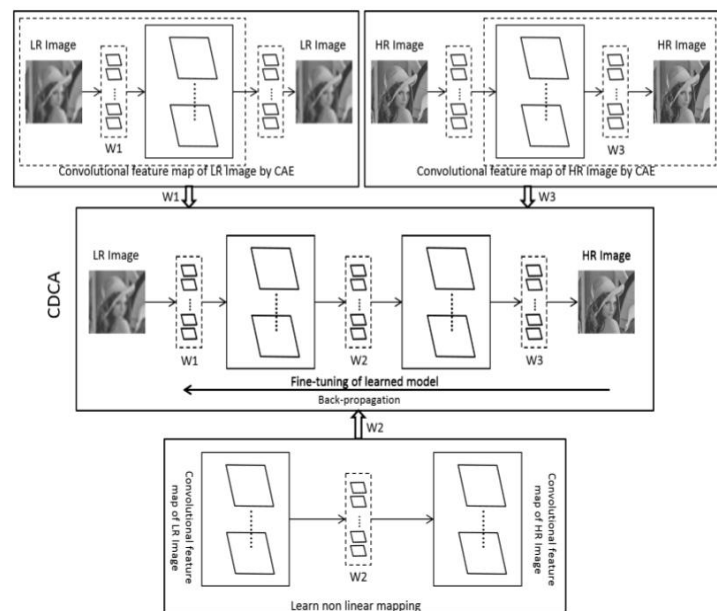 LR Image
LR Image
W1
Convolutional feature map of LR Image by CAE
HR Image
HR Image
W3
Convolutional feature map of HR Image by CAE
W1
W3
CDCA
LR Image
HR Image
W1
W2
W3
Fine-tuning of learned model
Back-propagation
W2
Convolutional feature
map of LR Image
W2
Convolutional feature
map of HR Image
Learn non linear mapping